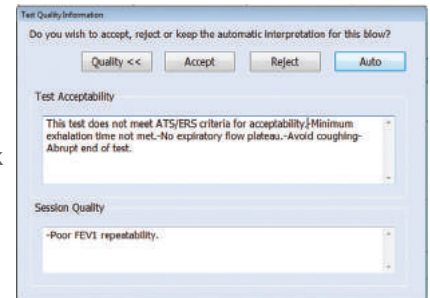 Test Quality Information
Do you wish to accept, reject or keep the automatic interpretation for this blow?
Quality << Accept Reject Auto
Test Acceptability
This test does not meet ATS/ERS criteria for acceptability.-Minimum
exhalation time not met.-No expiratory flow plateau.-Avoid coughing-
Abrupt end of test.
Session Quality
-Poor FEV1 repeatability.